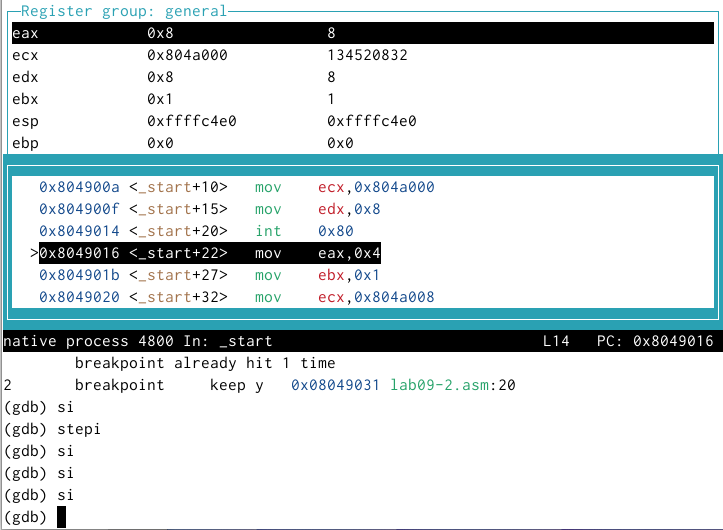 Register group: general
eax 0x8 8
ecx 0x804a000 134520832
edx 0x8 8
ebx 0x1 1
esp 0xffffc4e0 0xffffc4e0
ebp 0x0 0x0
0x804900a <_start+10> mov ecx,0x804a000
0x804900f <_start+15> mov edx,0x8
0x8049014 <_start+20> int 0x80
>0x8049016 <_start+22> mov eax,0x4
0x804901b <_start+27> mov ebx,0x1
0x8049020 <_start+32> mov ecx,0x804a008
native process 4800 In: _start L14 PC: 0x8049016
breakpoint already hit 1 time
2 breakpoint keep y 0x08049031 lab09-2.asm:20
(gdb) si
(gdb) stepi
(gdb) si
(gdb) si
(gdb) si
(gdb)